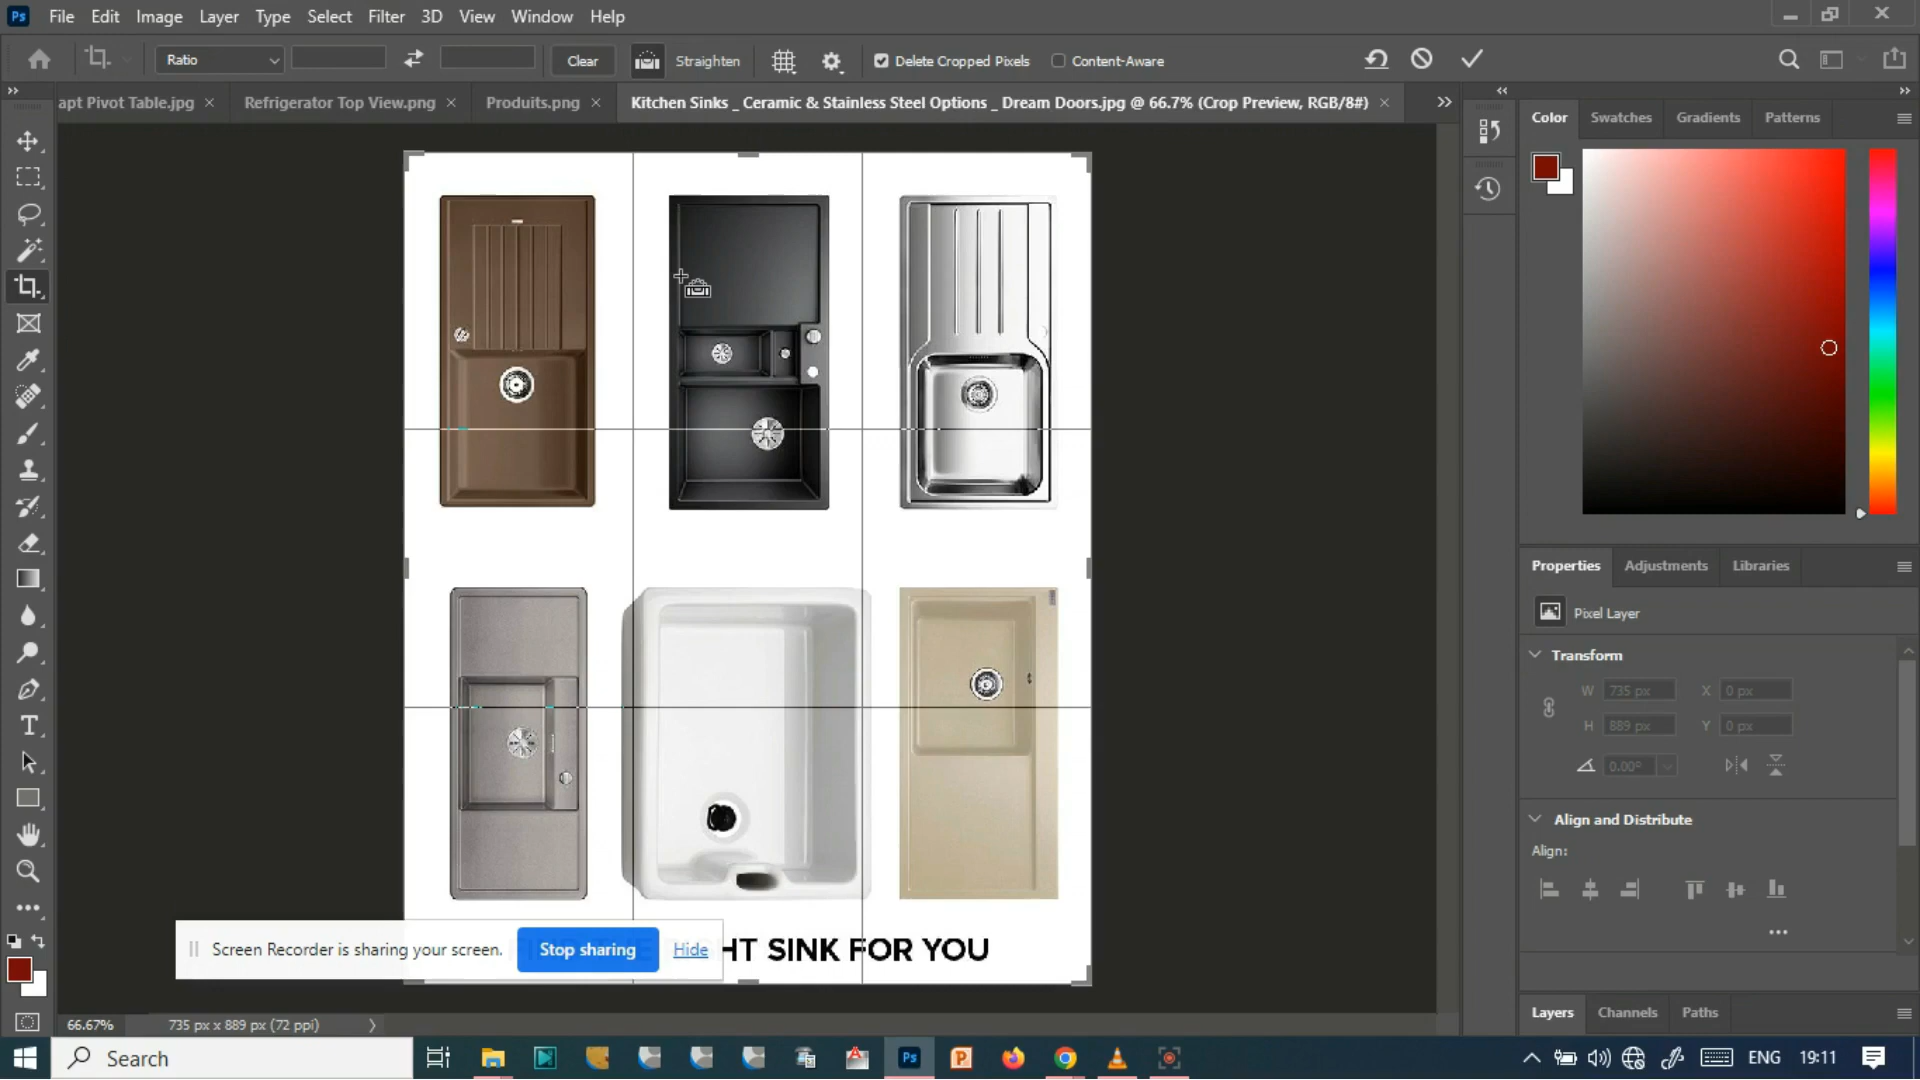 Ps File Edit Image Layer Type Select Filter 3D View Window Help
Ratio Clear Straighten Delete Cropped Pixels Content-Aware
apt Pivot Table.jpg Refrigerator Top View.png Produits.png Kitchen Sinks _ Ceramic & Stainless Steel Options _ Dream Doors.jpg @ 66.7% (Crop Preview, RGB/8#)
Color Swatches Gradients Patterns
Properties Adjustments Libraries
Pixel Layer
Transform
W 735 px X 0 px
H 889 px Y 0 px
0.00°
Align and Distribute
Align:
Screen Recorder is sharing your screen. Stop sharing Hide
HT SINK FOR YOU
Layers Channels Paths
66.67% 735 px x 889 px (72 ppi)
Search Ps ENG 19:11